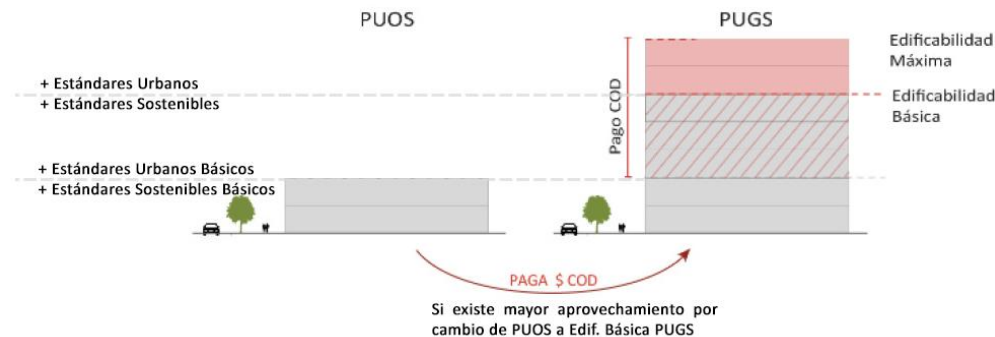 PUOS
PUGS
Edificabilidad
Máxima
+ Estándares Urbanos
+ Estándares Sostenibles
Edificabilidad
Básica
Pago COD
+ Estándares Urbanos Básicos
+ Estándares Sostenibles Básicos
PAGA $ COD
Si existe mayor aprovechamiento por
cambio de PUOS a Edif. Básica PUGS